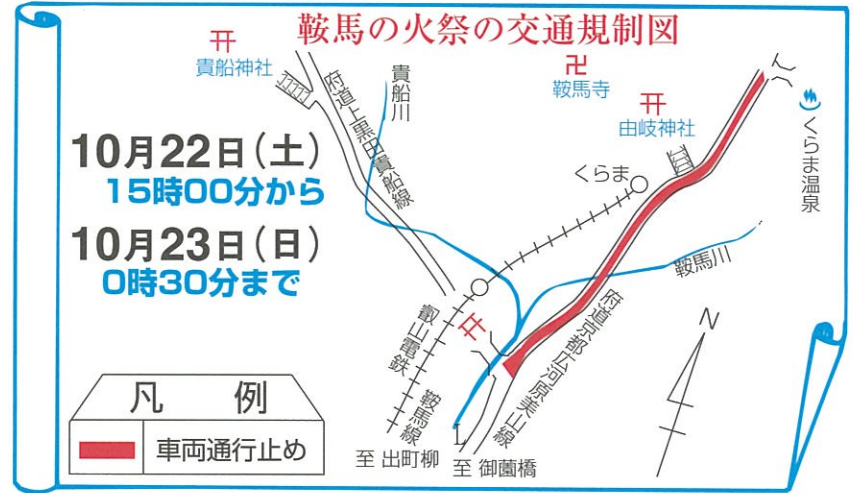 鞍馬の火祭の交通規制図
貴船神社
貴船川
府道上黒田貴船線
鞍馬寺
由岐神社
くらま温泉
10月22日(土)
15時00分から
10月23日(日)
0時30分まで
くらま
鞍馬川
叡山電鉄
鞍馬線
府道京都広河原美山線
N
凡 例
車両通行止め
至 出町柳
至 御薗橋